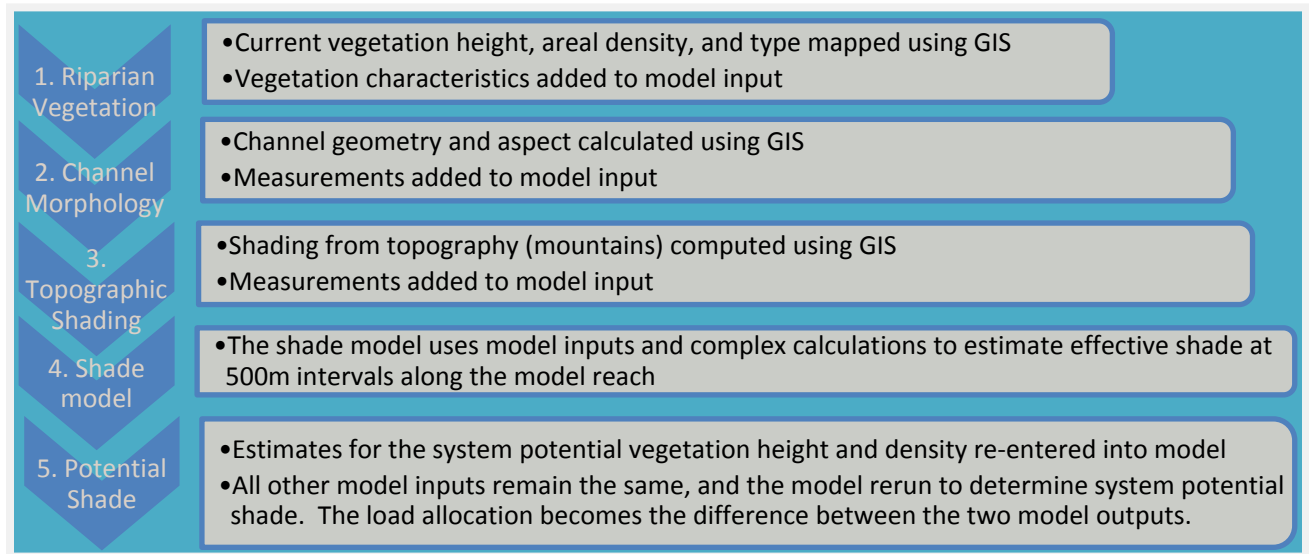 1. Riparian
Vegetation
•Current vegetation height, areal density, and type mapped using GIS
•Vegetation characteristics added to model input
2. Channel
Morphology
•Channel geometry and aspect calculated using GIS
•Measurements added to model input
3.
Topographic
Shading
•Shading from topography (mountains) computed using GIS
•Measurements added to model input
4. Shade
model
•The shade model uses model inputs and complex calculations to estimate effective shade at
500m intervals along the model reach
5. Potential
Shade
•Estimates for the system potential vegetation height and density re-entered into model
•All other model inputs remain the same, and the model rerun to determine system potential
shade.  The load allocation becomes the difference between the two model outputs.